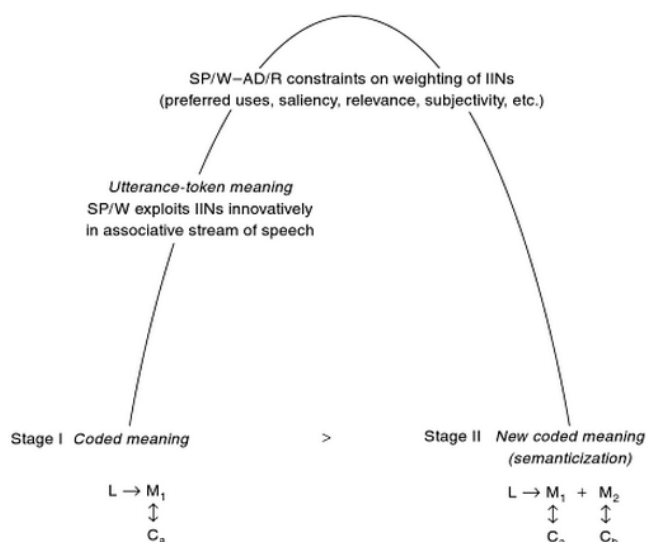 SP/W–AD/R constraints on weighting of IINs
(preferred uses, saliency, relevance, subjectivity, etc.)
Utterance-token meaning
SP/W exploits IINs innovatively
in associative stream of speech
Stage I Coded meaning > Stage II New coded meaning
(semanticization)
L → M₁ L → M₁ + M₂
↕ ↕ ↕
Cₐ Cₐ C_b